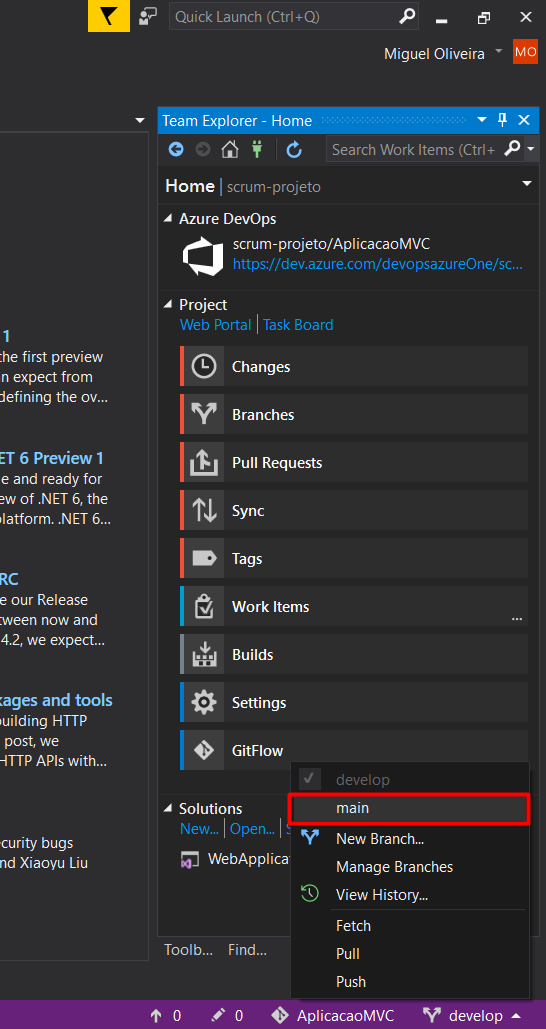 Quick Launch (Ctrl+Q)
Miguel Oliveira
MO
Team Explorer - Home
Search Work Items (Ctrl+
Home | scrum-projeto
Azure DevOps
scrum-projeto/AplicacaoMVC
https://dev.azure.com/devopsazureOne/sc...
Project
Web Portal | Task Board
Changes
Branches
Pull Requests
Sync
Tags
Work Items
...
Builds
Settings
GitFlow
Solutions
New... | Open... |
WebApplicat
1
the first preview
n expect from
defining the ov...
ET 6 Preview 1
e and ready for
ew of .NET 6, the
platform. .NET 6...
RC
e our Release
tween now and
4.2, we expect...
kages and tools
building HTTP
post, we
HTTP APIs with...
curity bugs
nd Xiaoyu Liu
develop
main
New Branch...
Manage Branches
View History...
Fetch
Pull
Push
Toolb...
Find...
0
0
AplicacaoMVC
develop